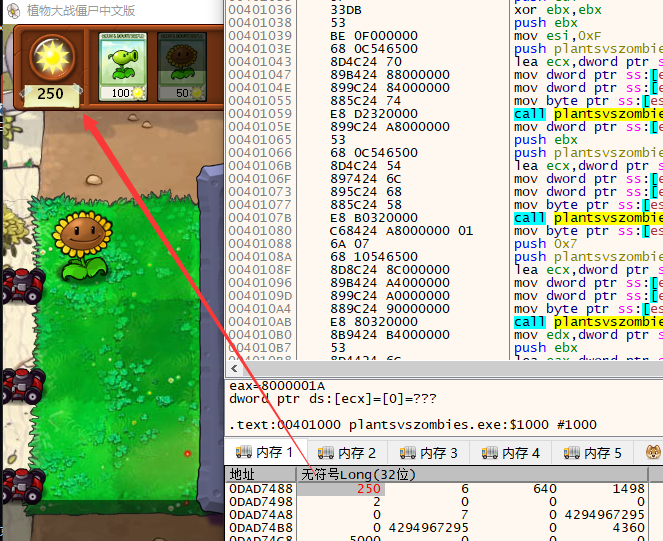 植物大战僵尸中文版
250
100
50
00401036 33DB xor ebx,ebx
00401038 53 push ebx
00401039 BE 0F000000 mov esi,0xF
0040103E 68 0C546500 push plantsvszombies
00401043 8D4C24 70 lea ecx,dword ptr s
00401047 89B424 88000000 mov dword ptr ss:[es
0040104E 899C24 84000000 mov dword ptr ss:[es
00401055 885C24 74 mov byte ptr ss:[es
00401059 E8 D2320000 call plantsvszombie
0040105E 899C24 A8000000 mov dword ptr ss:[e
00401065 53 push ebx
00401066 68 0C546500 push plantsvszombie
0040106B 8D4C24 54 lea ecx,dword ptr
0040106F 897424 6C mov dword ptr ss:[e
00401073 895C24 68 mov dword ptr ss:[e
00401077 885C24 58 mov byte ptr ss:[es
0040107B E8 B0320000 call plantsvszombie
00401080 C68424 A8000000 01 mov byte ptr ss:[es
00401088 6A 07 push 0x7
0040108A 68 10546500 push plantsvszombie
0040108F 8D8C24 8C000000 lea ecx,dword ptr s
00401096 89B424 A4000000 mov dword ptr ss:[e
0040109D 899C24 A0000000 mov dword ptr ss:[e
004010A4 889C24 90000000 mov byte ptr ss:[es
004010AB E8 80320000 call plantsvszombie
004010B0 8B9424 B4000000 mov edx,dword ptr s
004010B7 53 push ebx
eax=8000001A
dword ptr ds:[ecx]=[0]=???
.text:00401000 plantsvszombies.exe:$1000 #1000
内存 1 内存 2 内存 3 内存 4 内存 5
地址 无符号Long(32位)
0DAD7488 250 6 640 1498
0DAD7498 2 0 0 0
0DAD74A8 0 7 0 4294967295
0DAD74B8 0 4294967295 0 4360
0DAD74C8 5000 0 0 0